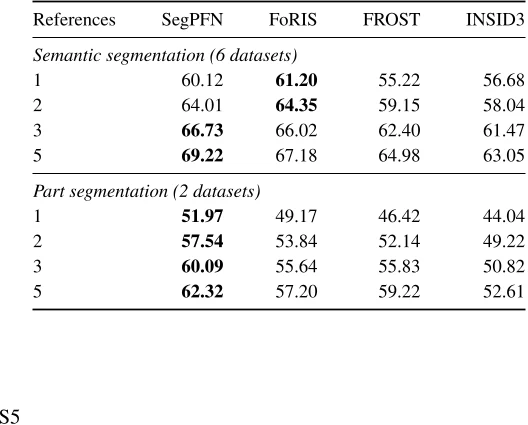 References SegPFN FoRIS FROST INSID3
Semantic segmentation (6 datasets)
1 60.12 61.20 55.22 56.68
2 64.01 64.35 59.15 58.04
3 66.73 66.02 62.40 61.47
5 69.22 67.18 64.98 63.05
Part segmentation (2 datasets)
1 51.97 49.17 46.42 44.04
2 57.54 53.84 52.14 49.22
3 60.09 55.64 55.83 50.82
5 62.32 57.20 59.22 52.61
S5